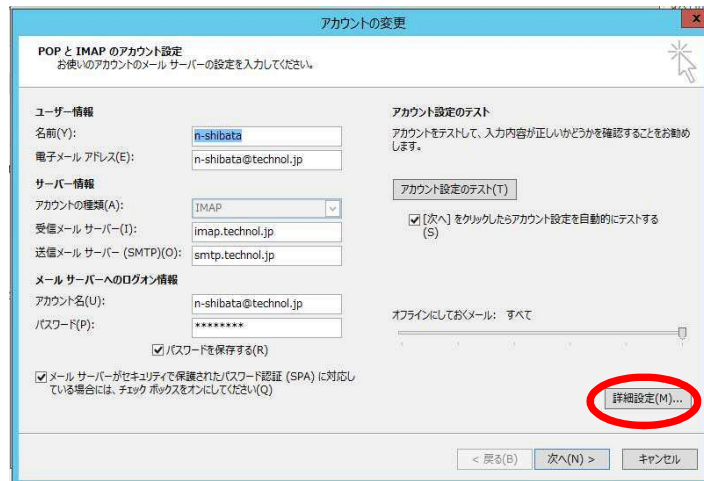 アカウントの変更
x
POP と IMAP のアカウント設定
お使いのアカウントのメール サーバーの設定を入力してください。
ユーザー情報
名前(Y):
n-shibata
電子メール アドレス(E):
n-shibata@technol.jp
サーバー情報
アカウントの種類(A):
IMAP
受信メール サーバー(I):
imap.technol.jp
送信メール サーバー (SMTP)(O):
smtp.technol.jp
メール サーバーへのログオン情報
アカウント名(U):
n-shibata@technol.jp
パスワード(P):
********
パスワードを保存する(R)
メール サーバーがセキュリティで保護されたパスワード認証 (SPA) に対応し
ている場合には、チェック ボックスをオンにしてください(Q)
アカウント設定のテスト
アカウントをテストして、入力内容が正しいかどうかを確認することをお勧め
します。
アカウント設定のテスト(T)
[次へ] をクリックしたらアカウント設定を自動的にテストする
(S)
オフラインにしておくメール: すべて
詳細設定(M)...
< 戻る(B)
次へ(N) >
キャンセル